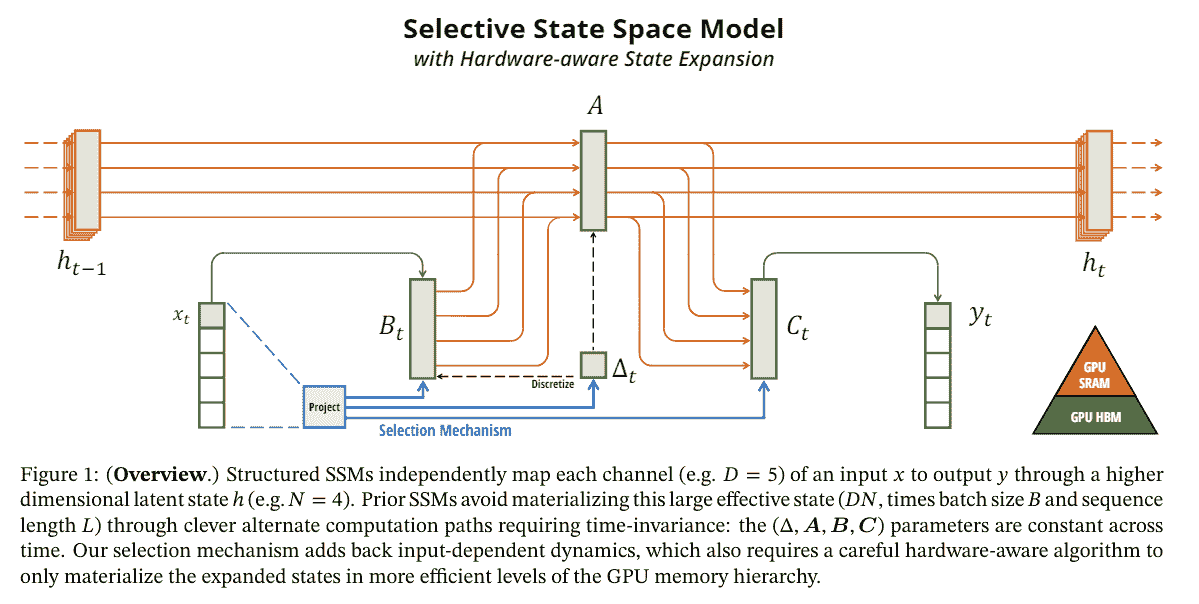 Selective State Space Model
with Hardware-aware State Expansion
A
h_{t−1}
h_t
x_t
B_t
Discretize
Δ_t
C_t
y_t
Project
Selection Mechanism
GPU
SRAM
GPU HBM
Figure 1: (Overview.) Structured SSMs independently map each channel (e.g. D = 5) of an input x to output y through a higher
dimensional latent state h (e.g. N = 4). Prior SSMs avoid materializing this large effective state (DN, times batch size B and sequence
length L) through clever alternate computation paths requiring time-invariance: the (Δ, A, B, C) parameters are constant across
time. Our selection mechanism adds back input-dependent dynamics, which also requires a careful hardware-aware algorithm to
only materialize the expanded states in more efficient levels of the GPU memory hierarchy.